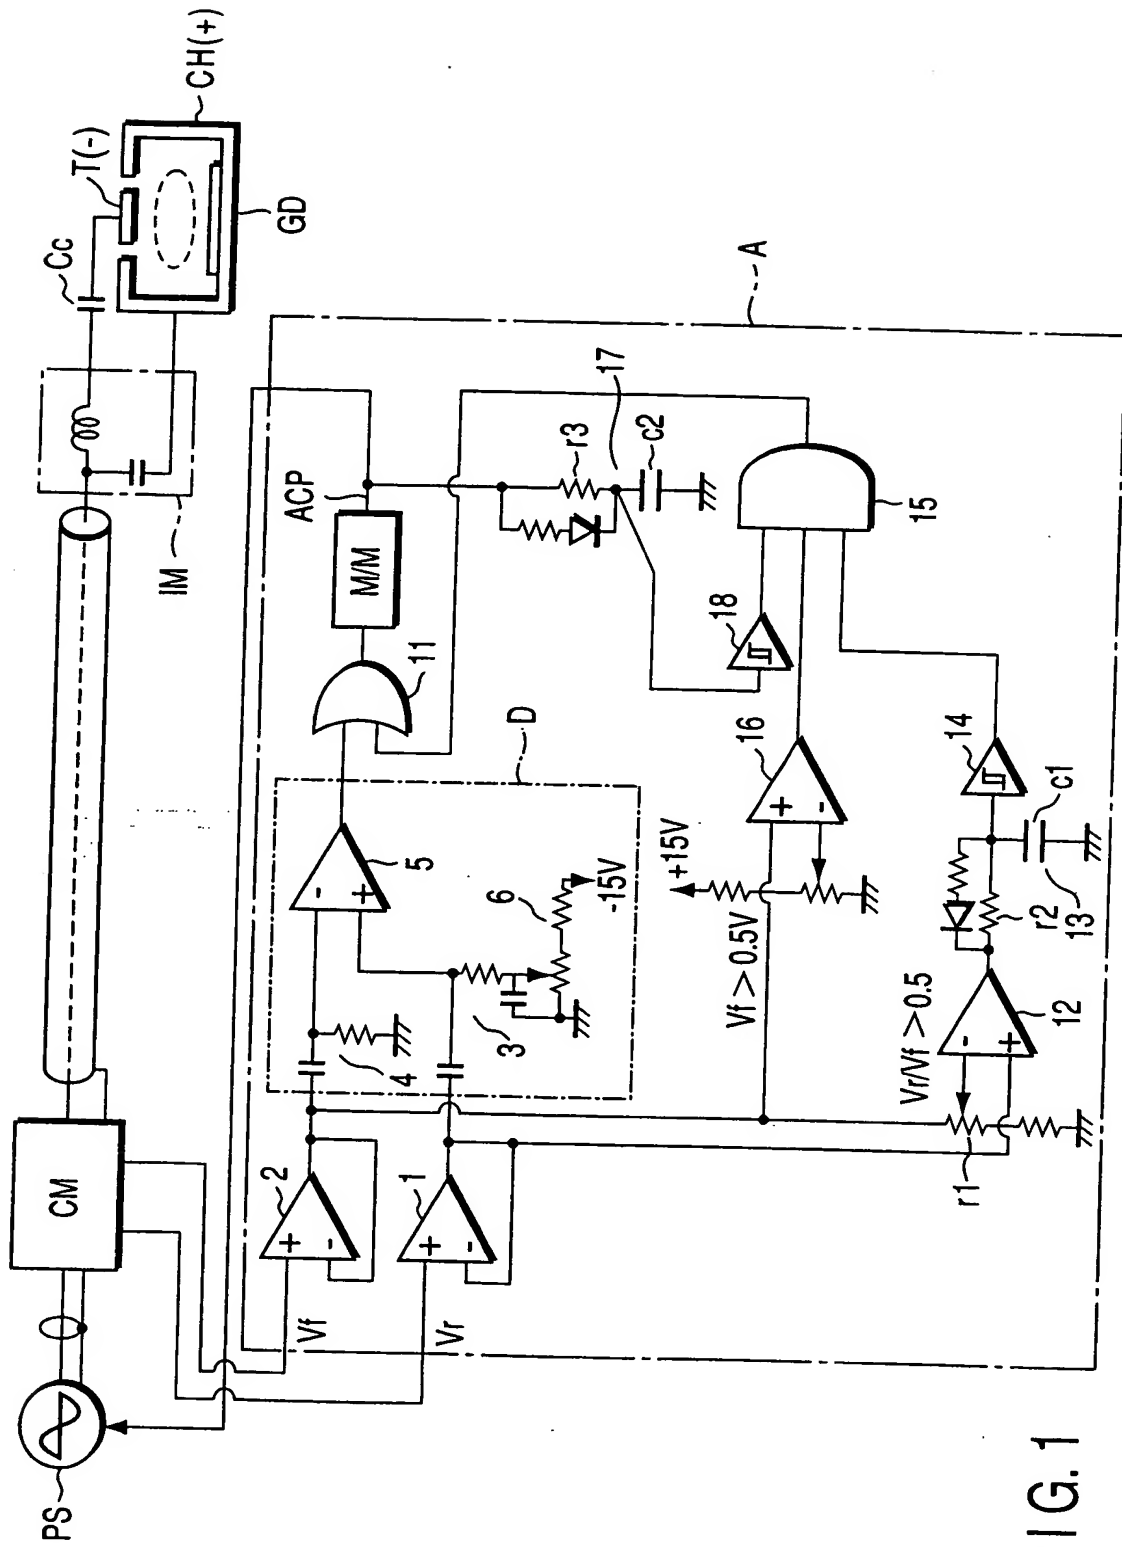 PS
CM
IM
Cc
T(-)
CH(+)
GD
A
Vf
Vr
2
+
-
1
+
-
4
3
D
5
-
+
6
-15V
11
M/M
ACP
r3
17
c2
15
18
16
+
-
+15V
Vf > 0.5V
14
c1
13
r2
Vr/Vf > 0.5
12
-
+
r1
IG. 1